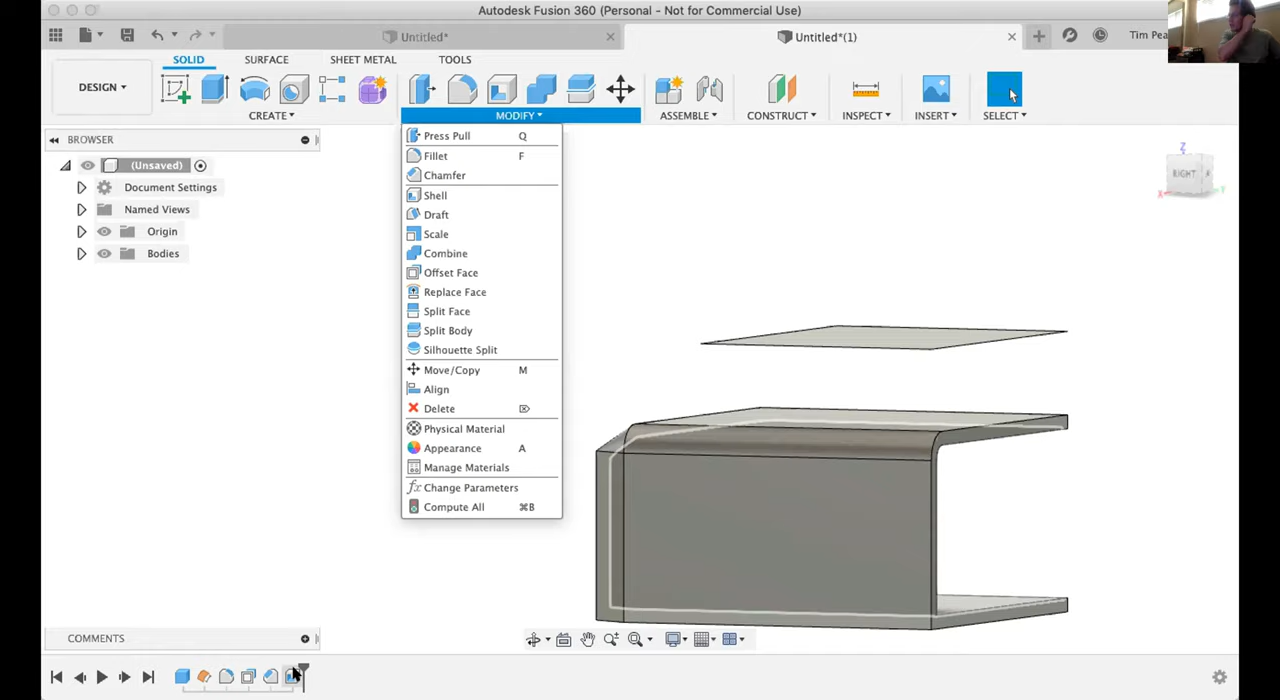 Autodesk Fusion 360 (Personal - Not for Commercial Use)
Untitled*
Untitled*(1)
Tim Pea
SOLID
SURFACE
SHEET METAL
TOOLS
DESIGN
CREATE
MODIFY
ASSEMBLE
CONSTRUCT
INSPECT
INSERT
SELECT
BROWSER
(Unsaved)
Document Settings
Named Views
Origin
Bodies
Press Pull Q
Fillet F
Chamfer
Shell
Draft
Scale
Combine
Offset Face
Replace Face
Split Face
Split Body
Silhouette Split
Move/Copy M
Align
Delete
Physical Material
Appearance A
Manage Materials
fx Change Parameters
Compute All ⌘B
Z
RIGHT
X
Y
COMMENTS